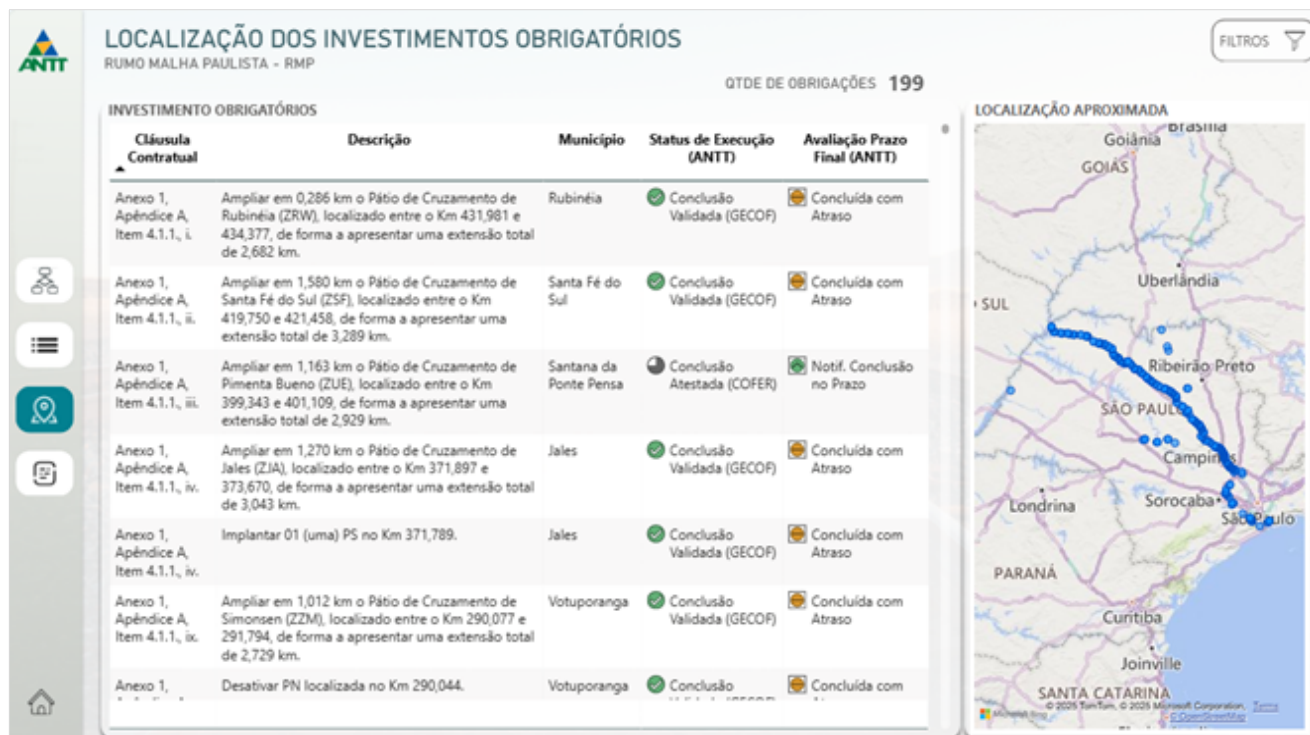 ANTT
LOCALIZAÇÃO DOS INVESTIMENTOS OBRIGATÓRIOS
RUMO MALHA PAULISTA - RMP
FILTROS
QTDE DE OBRIGAÇÕES 199
INVESTIMENTO OBRIGATÓRIOS
Cláusula
Contratual
Descrição
Município
Status de Execução
(ANTT)
Avaliação Prazo
Final (ANTT)
Anexo 1,
Apêndice A,
Item 4.1.1., i.
Ampliar em 0,286 km o Pátio de Cruzamento de
Rubinéia (ZRW), localizado entre o Km 431,981 e
434,377, de forma a apresentar uma extensão total
de 2,682 km.
Rubinéia
Conclusão
Validada (GECOF)
Concluída com
Atraso
Anexo 1,
Apêndice A,
Item 4.1.1., ii.
Ampliar em 1,580 km o Pátio de Cruzamento de
Santa Fé do Sul (ZSF), localizado entre o Km
419,750 e 421,458, de forma a apresentar uma
extensão total de 3,289 km.
Santa Fé do
Sul
Conclusão
Validada (GECOF)
Concluída com
Atraso
Anexo 1,
Apêndice A,
Item 4.1.1., iii.
Ampliar em 1,163 km o Pátio de Cruzamento de
Pimenta Bueno (ZUE), localizado entre o Km
399,343 e 401,109, de forma a apresentar uma
extensão total de 2,929 km.
Santana da
Ponte Pensa
Conclusão
Atestada (COFER)
Notif. Conclusão
no Prazo
Anexo 1,
Apêndice A,
Item 4.1.1., iv.
Ampliar em 1,270 km o Pátio de Cruzamento de
Jales (ZJA), localizado entre o Km 371,897 e
373,670, de forma a apresentar uma extensão total
de 3,043 km.
Jales
Conclusão
Validada (GECOF)
Concluída com
Atraso
Anexo 1,
Apêndice A,
Item 4.1.1., iv.
Implantar 01 (uma) PS no Km 371,789.
Jales
Conclusão
Validada (GECOF)
Concluída com
Atraso
Anexo 1,
Apêndice A,
Item 4.1.1., ix.
Ampliar em 1,012 km o Pátio de Cruzamento de
Simonsen (ZZM), localizado entre o Km 290,077 e
291,794, de forma a apresentar uma extensão total
de 2,729 km.
Votuporanga
Conclusão
Validada (GECOF)
Concluída com
Atraso
Anexo 1,
Desativar PN localizada no Km 290,044.
Votuporanga
Conclusão
Concluída com
LOCALIZAÇÃO APROXIMADA
Brasília
Goiânia
GOIÁS
Uberlândia
SUL
Ribeirão Preto
SÃO PAULO
Campinas
Londrina
Sorocaba
São Paulo
PARANÁ
Curitiba
Joinville
SANTA CATARINA
© 2025 TomTom, © 2025 Microsoft Corporation, Terms
© OpenStreetMap
Microsoft Bing